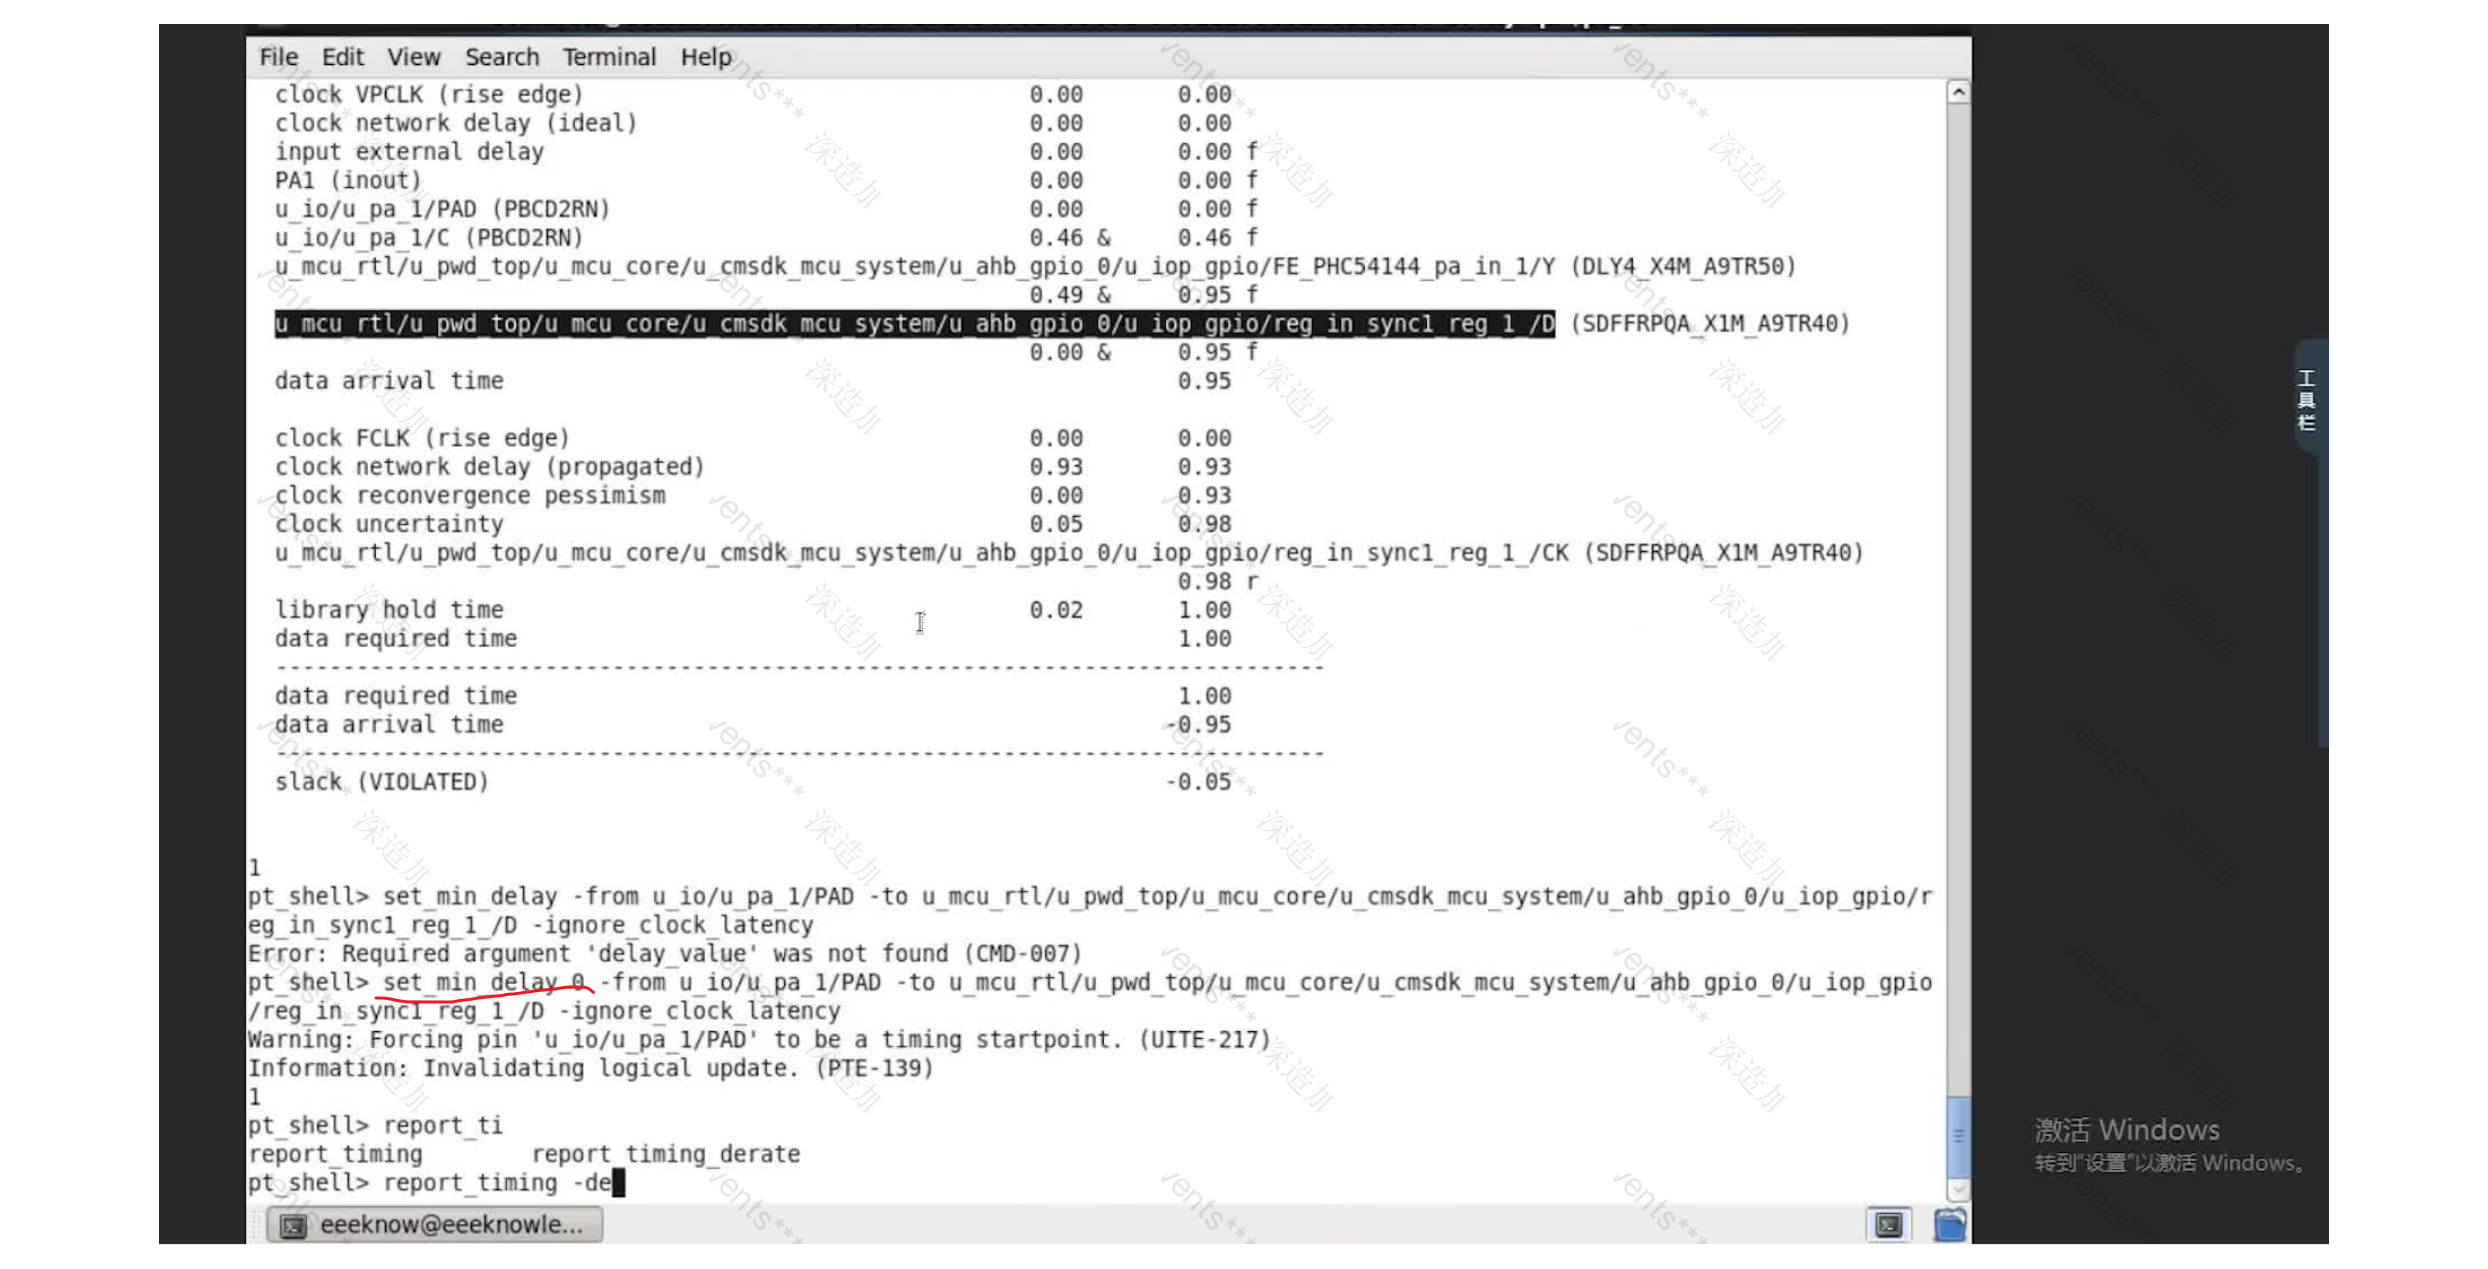 File Edit View Search Terminal Help
clock VPCLK (rise edge) 0.00 0.00
clock network delay (ideal) 0.00 0.00
input external delay 0.00 0.00 f
PA1 (inout) 0.00 0.00 f
u_io/u_pa_1/PAD (PBCD2RN) 0.00 0.00 f
u_io/u_pa_1/C (PBCD2RN) 0.46 & 0.46 f
u_mcu_rtl/u_pwd_top/u_mcu_core/u_cmsdk_mcu_system/u_ahb_gpio_0/u_iop_gpio/FE_PHC54144_pa_in_1/Y (DLY4_X4M_A9TR50)
0.49 & 0.95 f
u_mcu_rtl/u_pwd_top/u_mcu_core/u_cmsdk_mcu_system/u_ahb_gpio_0/u_iop_gpio/reg_in_sync1_reg_1_/D (SDFFRPQA_X1M_A9TR40)
0.00 & 0.95 f
data arrival time 0.95
clock FCLK (rise edge) 0.00 0.00
clock network delay (propagated) 0.93 0.93
clock reconvergence pessimism 0.00 0.93
clock uncertainty 0.05 0.98
u_mcu_rtl/u_pwd_top/u_mcu_core/u_cmsdk_mcu_system/u_ahb_gpio_0/u_iop_gpio/reg_in_sync1_reg_1_/CK (SDFFRPQA_X1M_A9TR40)
0.98 r
library hold time 0.02 1.00
data required time 1.00
--------------------------------------------------------------------------------
data required time 1.00
data arrival time -0.95
--------------------------------------------------------------------------------
slack (VIOLATED) -0.05
1
pt_shell> set_min_delay -from u_io/u_pa_1/PAD -to u_mcu_rtl/u_pwd_top/u_mcu_core/u_cmsdk_mcu_system/u_ahb_gpio_0/u_iop_gpio/r
eg_in_sync1_reg_1_/D -ignore_clock_latency
Error: Required argument 'delay_value' was not found (CMD-007)
pt_shell> set_min_delay 0 -from u_io/u_pa_1/PAD -to u_mcu_rtl/u_pwd_top/u_mcu_core/u_cmsdk_mcu_system/u_ahb_gpio_0/u_iop_gpio
/reg_in_sync1_reg_1_/D -ignore_clock_latency
Warning: Forcing pin 'u_io/u_pa_1/PAD' to be a timing startpoint. (UITE-217)
Information: Invalidating logical update. (PTE-139)
1
pt_shell> report_ti
report_timing report_timing_derate
pt_shell> report_timing -de
eeeknow@eeeknowle...
工具栏
激活 Windows
转到"设置"以激活 Windows。